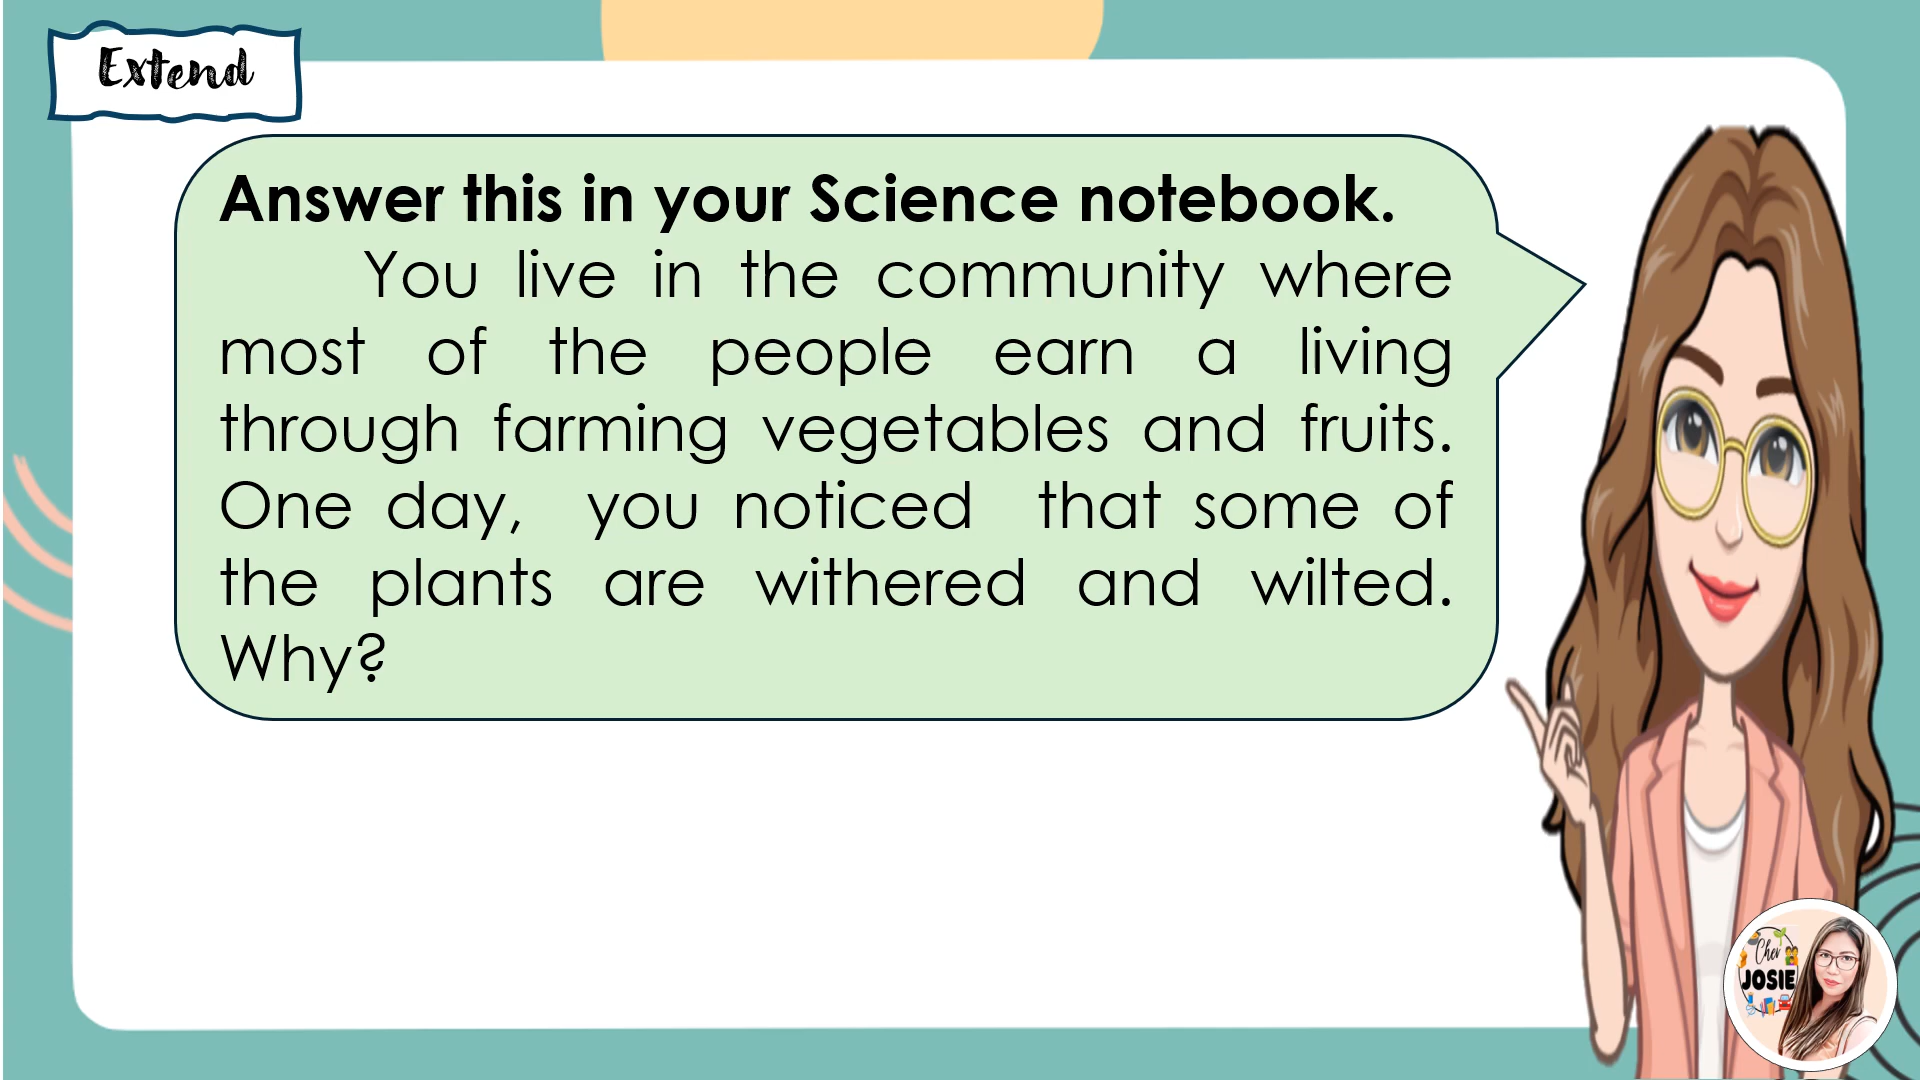 Extend
Answer this in your Science notebook.
You live in the community where
most of the people earn a living
through farming vegetables and fruits.
One day, you noticed that some of
the plants are withered and wilted.
Why?
Cher
JOSIE